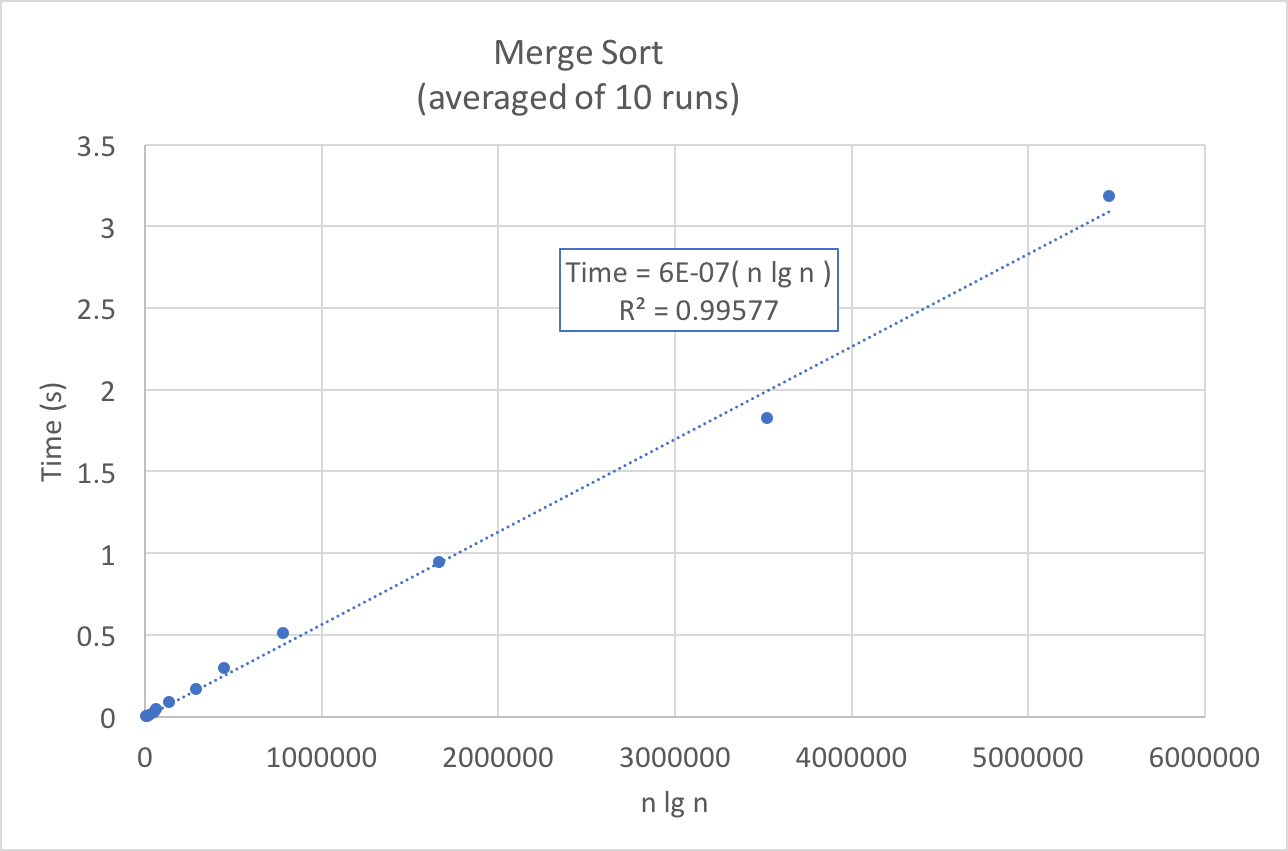 Merge Sort
(averaged of 10 runs)
3.5
3
2.5
2
1.5
1
0.5
0
Time (s)
Time = 6E-07( n lg n )
R² = 0.99577
0 1000000 2000000 3000000 4000000 5000000 6000000
n lg n